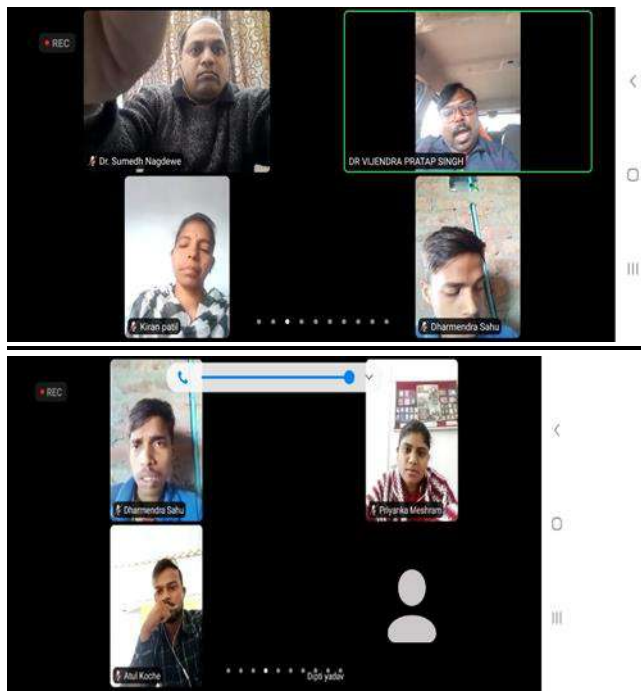 REC
Dr. Sumedh Nagdewe
DR VIJENDRA PRATAP SINGH
Kiran patil
Dharmendra Sahu
REC
Dharmendra Sahu
Priyanka Meshram
Atul Koche
Dipti yadav